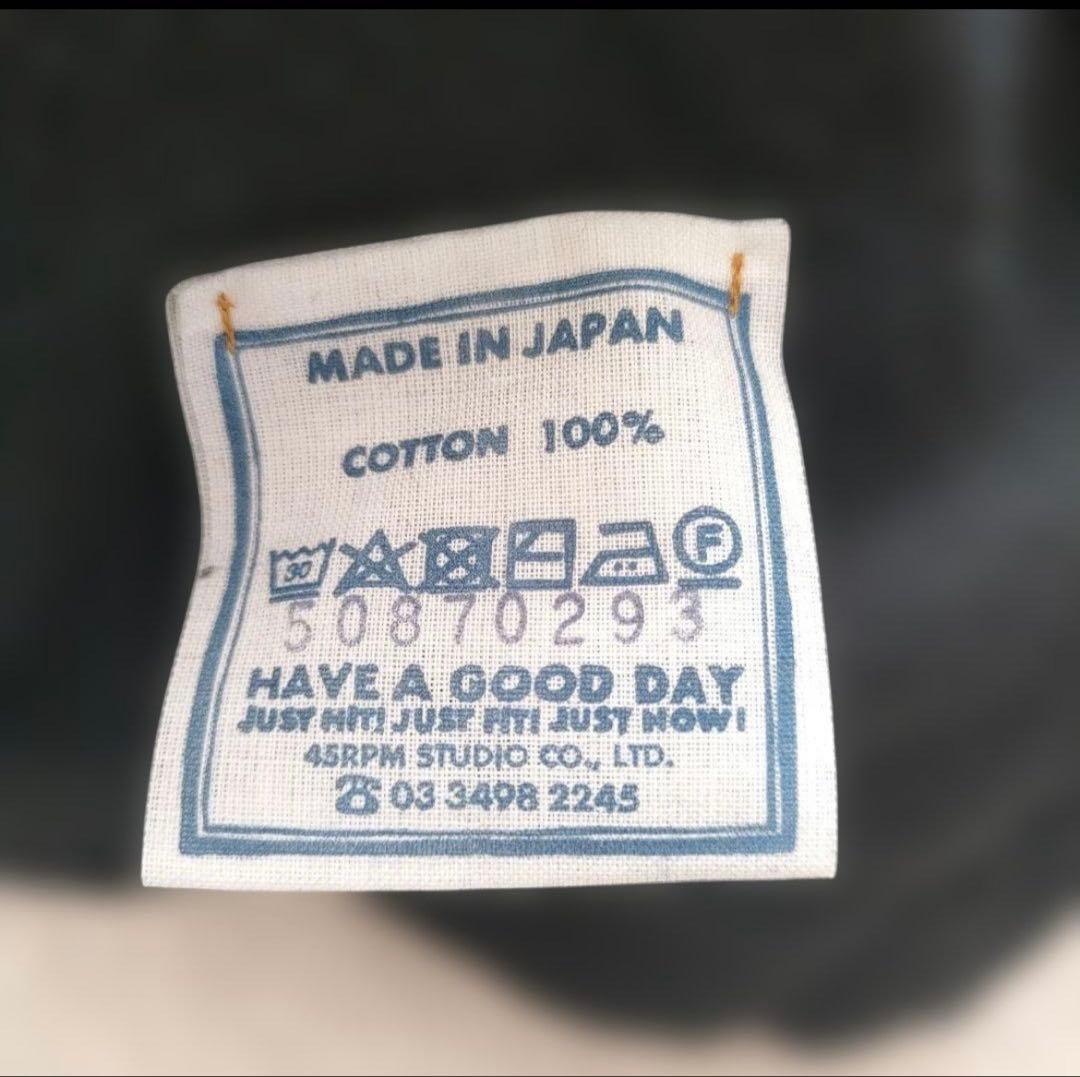 MADE IN JAPAN
COTTON 100%
30 F
50870293
HAVE A GOOD DAY
JUST HIT! JUST FIT! JUST NOW!
45RPM STUDIO CO., LTD.
☎ 03 3498 2245